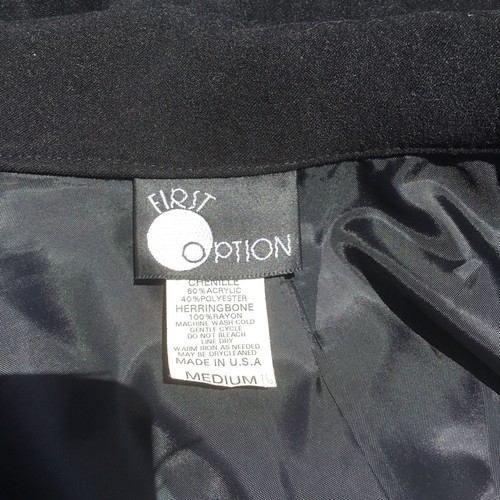 FIRST
OPTION
CHENILLE
60% ACRYLIC
40% POLYESTER
HERRINGBONE
100% RAYON
MACHINE WASH COLD
GENTLE CYCLE
DO NOT BLEACH
LINE DRY
WARM IRON AS NEEDED
MAY BE DRYCLEANED
MADE IN U.S.A
MEDIUM